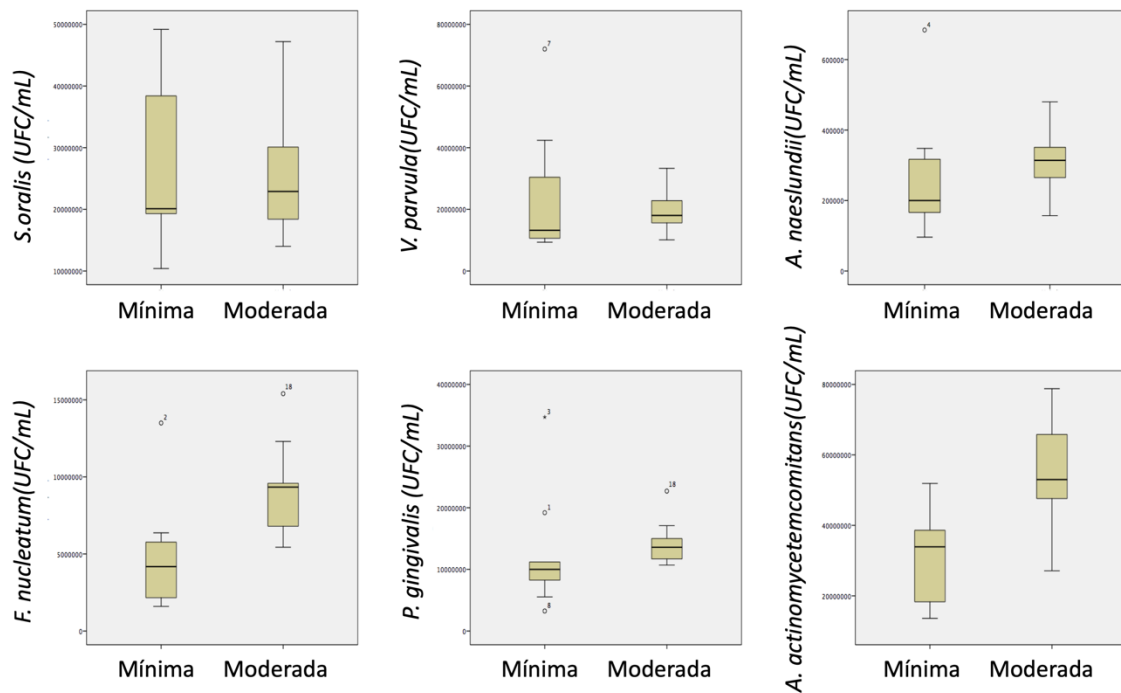 S.oralis (UFC/mL)
50000000
40000000
30000000
20000000
10000000
Mínima Moderada
V. parvula(UFC/mL)
80000000
60000000
40000000
20000000
0
7
Mínima Moderada
A. naeslundii(UFC/mL)
600000
400000
200000
0
4
Mínima Moderada
F. nucleatum(UFC/mL)
15000000
10000000
5000000
0
2
18
Mínima Moderada
P. gingivalis (UFC/mL)
40000000
30000000
20000000
10000000
0
3
1
8
18
Mínima Moderada
A. actinomycetemcomitans(UFC/mL)
80000000
60000000
40000000
20000000
Mínima Moderada